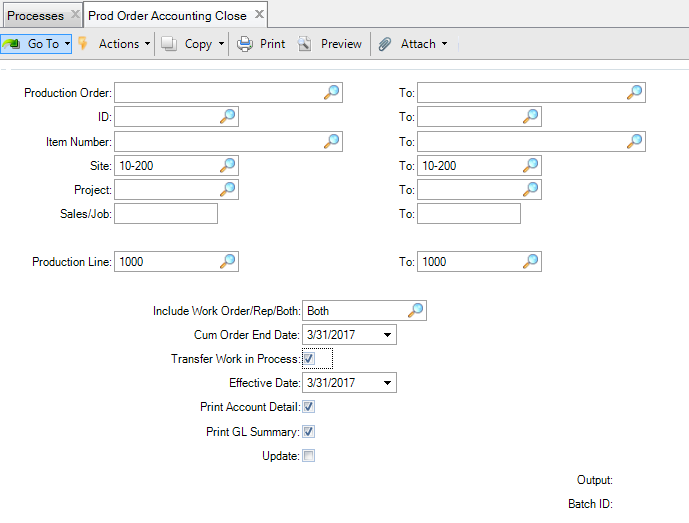 Processes Prod Order Accounting Close
Go To Actions Copy Print Preview Attach
Production Order: To:
ID: To:
Item Number: To:
Site: 10-200 To: 10-200
Project: To:
Sales/Job: To:
Production Line: 1000 To: 1000
Include Work Order/Rep/Both: Both
Cum Order End Date: 3/31/2017
Transfer Work in Process:
Effective Date: 3/31/2017
Print Account Detail:
Print GL Summary:
Update:
Output:
Batch ID: